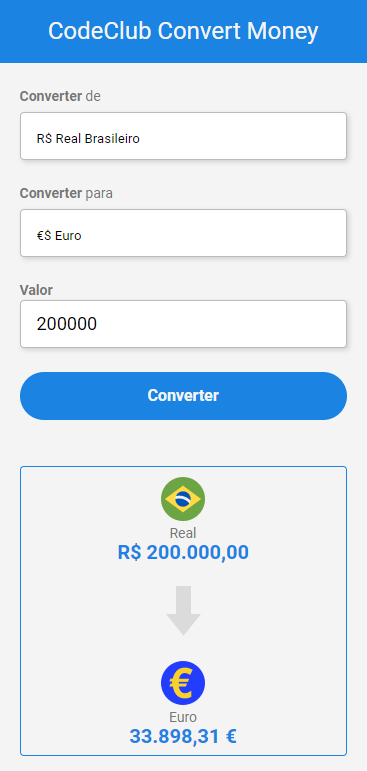 CodeClub Convert Money
Converter de
R$ Real Brasileiro
Converter para
€$ Euro
Valor
200000
Converter
Real
R$ 200.000,00
€
Euro
33.898,31 €